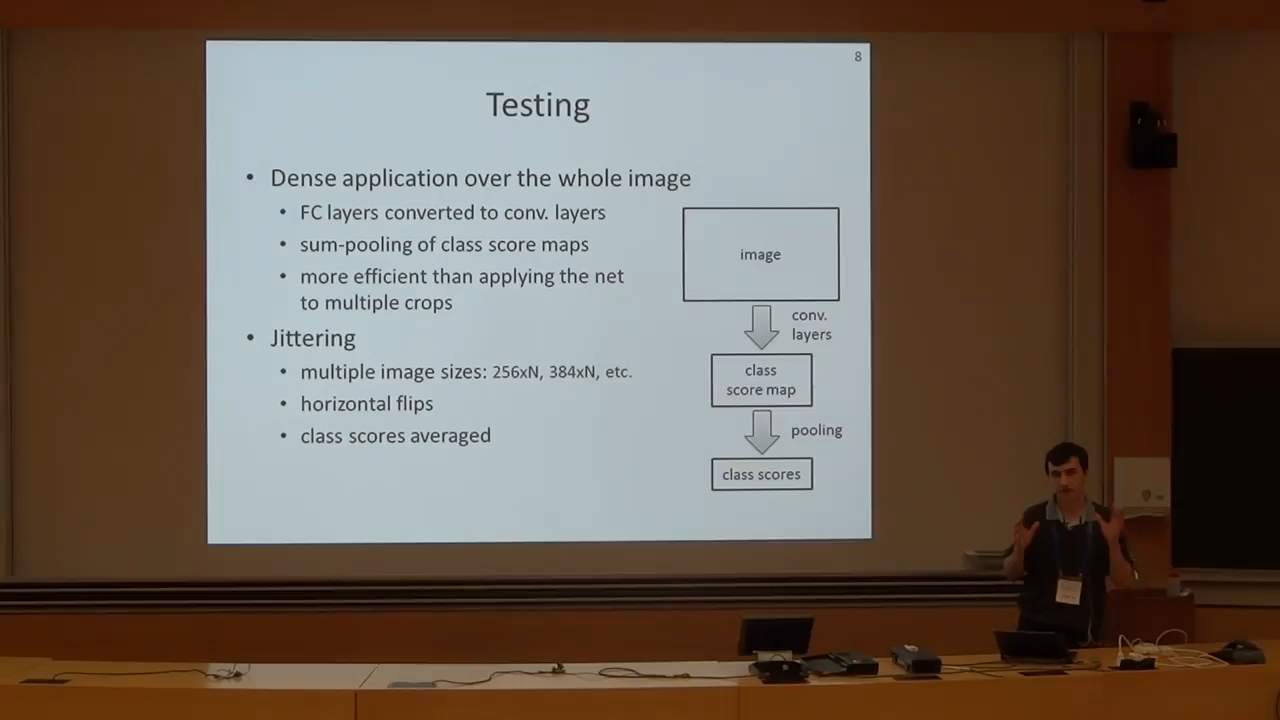 8
Testing
• Dense application over the whole image
• FC layers converted to conv. layers
• sum-pooling of class score maps
• more efficient than applying the net
to multiple crops
• Jittering
• multiple image sizes: 256xN, 384xN, etc.
• horizontal flips
• class scores averaged
image
conv.
layers
class
score map
pooling
class scores